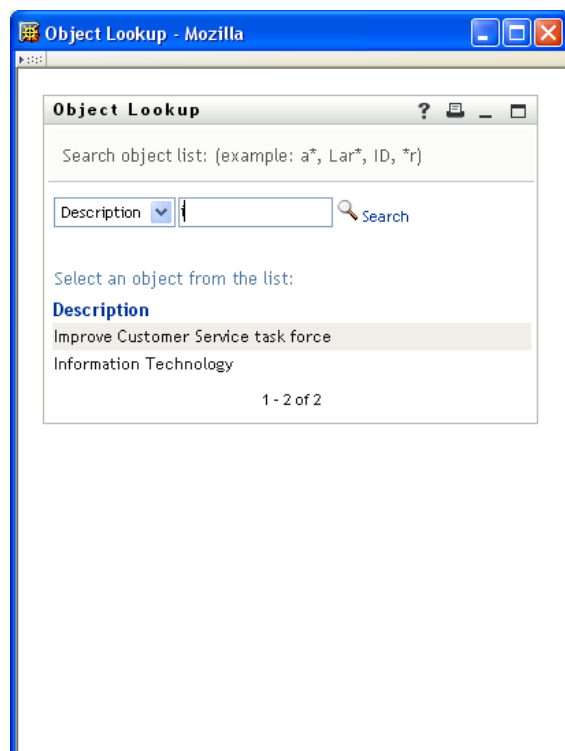 Object Lookup - Mozilla
Object Lookup ?
Search object list: (example: a*, Lar*, ID, *r)
Description i Search
Select an object from the list:
Description
Improve Customer Service task force
Information Technology
1 - 2 of 2